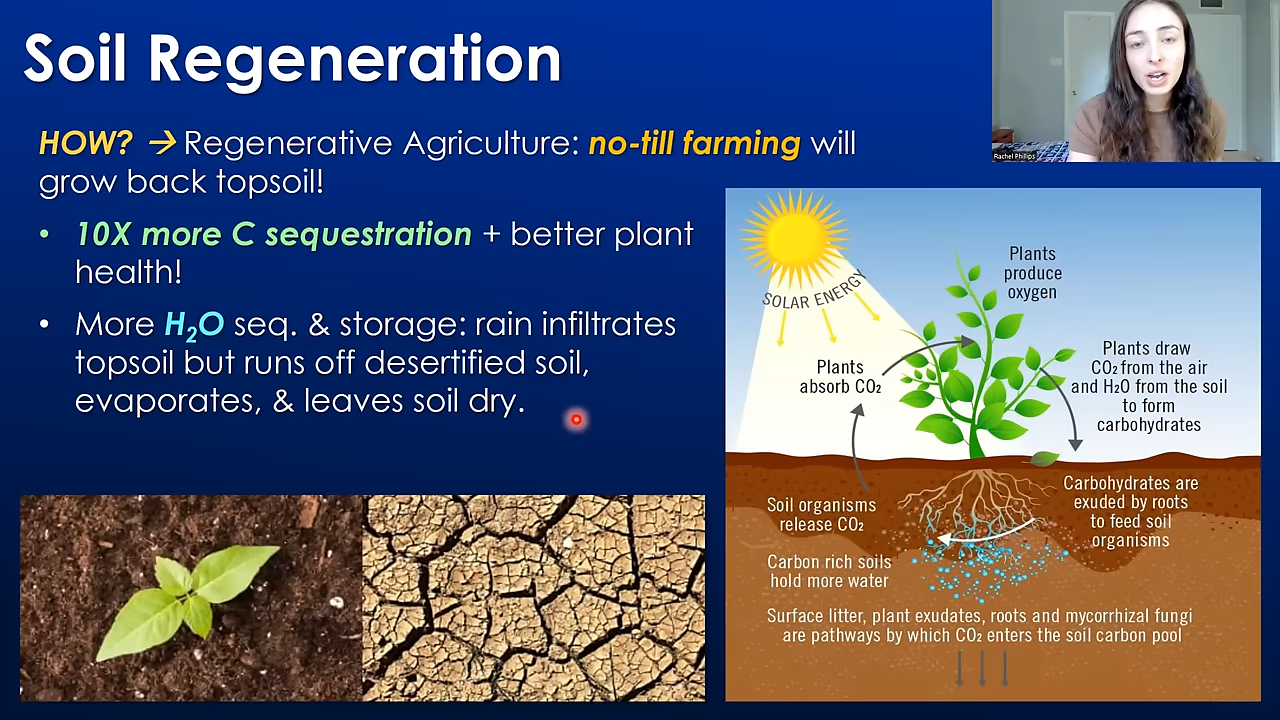 Soil Regeneration
HOW? → Regenerative Agriculture: no-till farming will
grow back topsoil!
• 10X more C sequestration + better plant
health!
• More H₂O seq. & storage: rain infiltrates
topsoil but runs off desertified soil,
evaporates, & leaves soil dry.
Rachel Phillips
SOLAR ENERGY
Plants
produce
oxygen
Plants
absorb CO₂
Plants draw
CO₂ from the air
and H₂O from the soil
to form
carbohydrates
Soil organisms
release CO₂
Carbohydrates are
exuded by roots
to feed soil
organisms
Carbon rich soils
hold more water
Surface litter, plant exudates, roots and mycorrhizal fungi
are pathways by which CO₂ enters the soil carbon pool